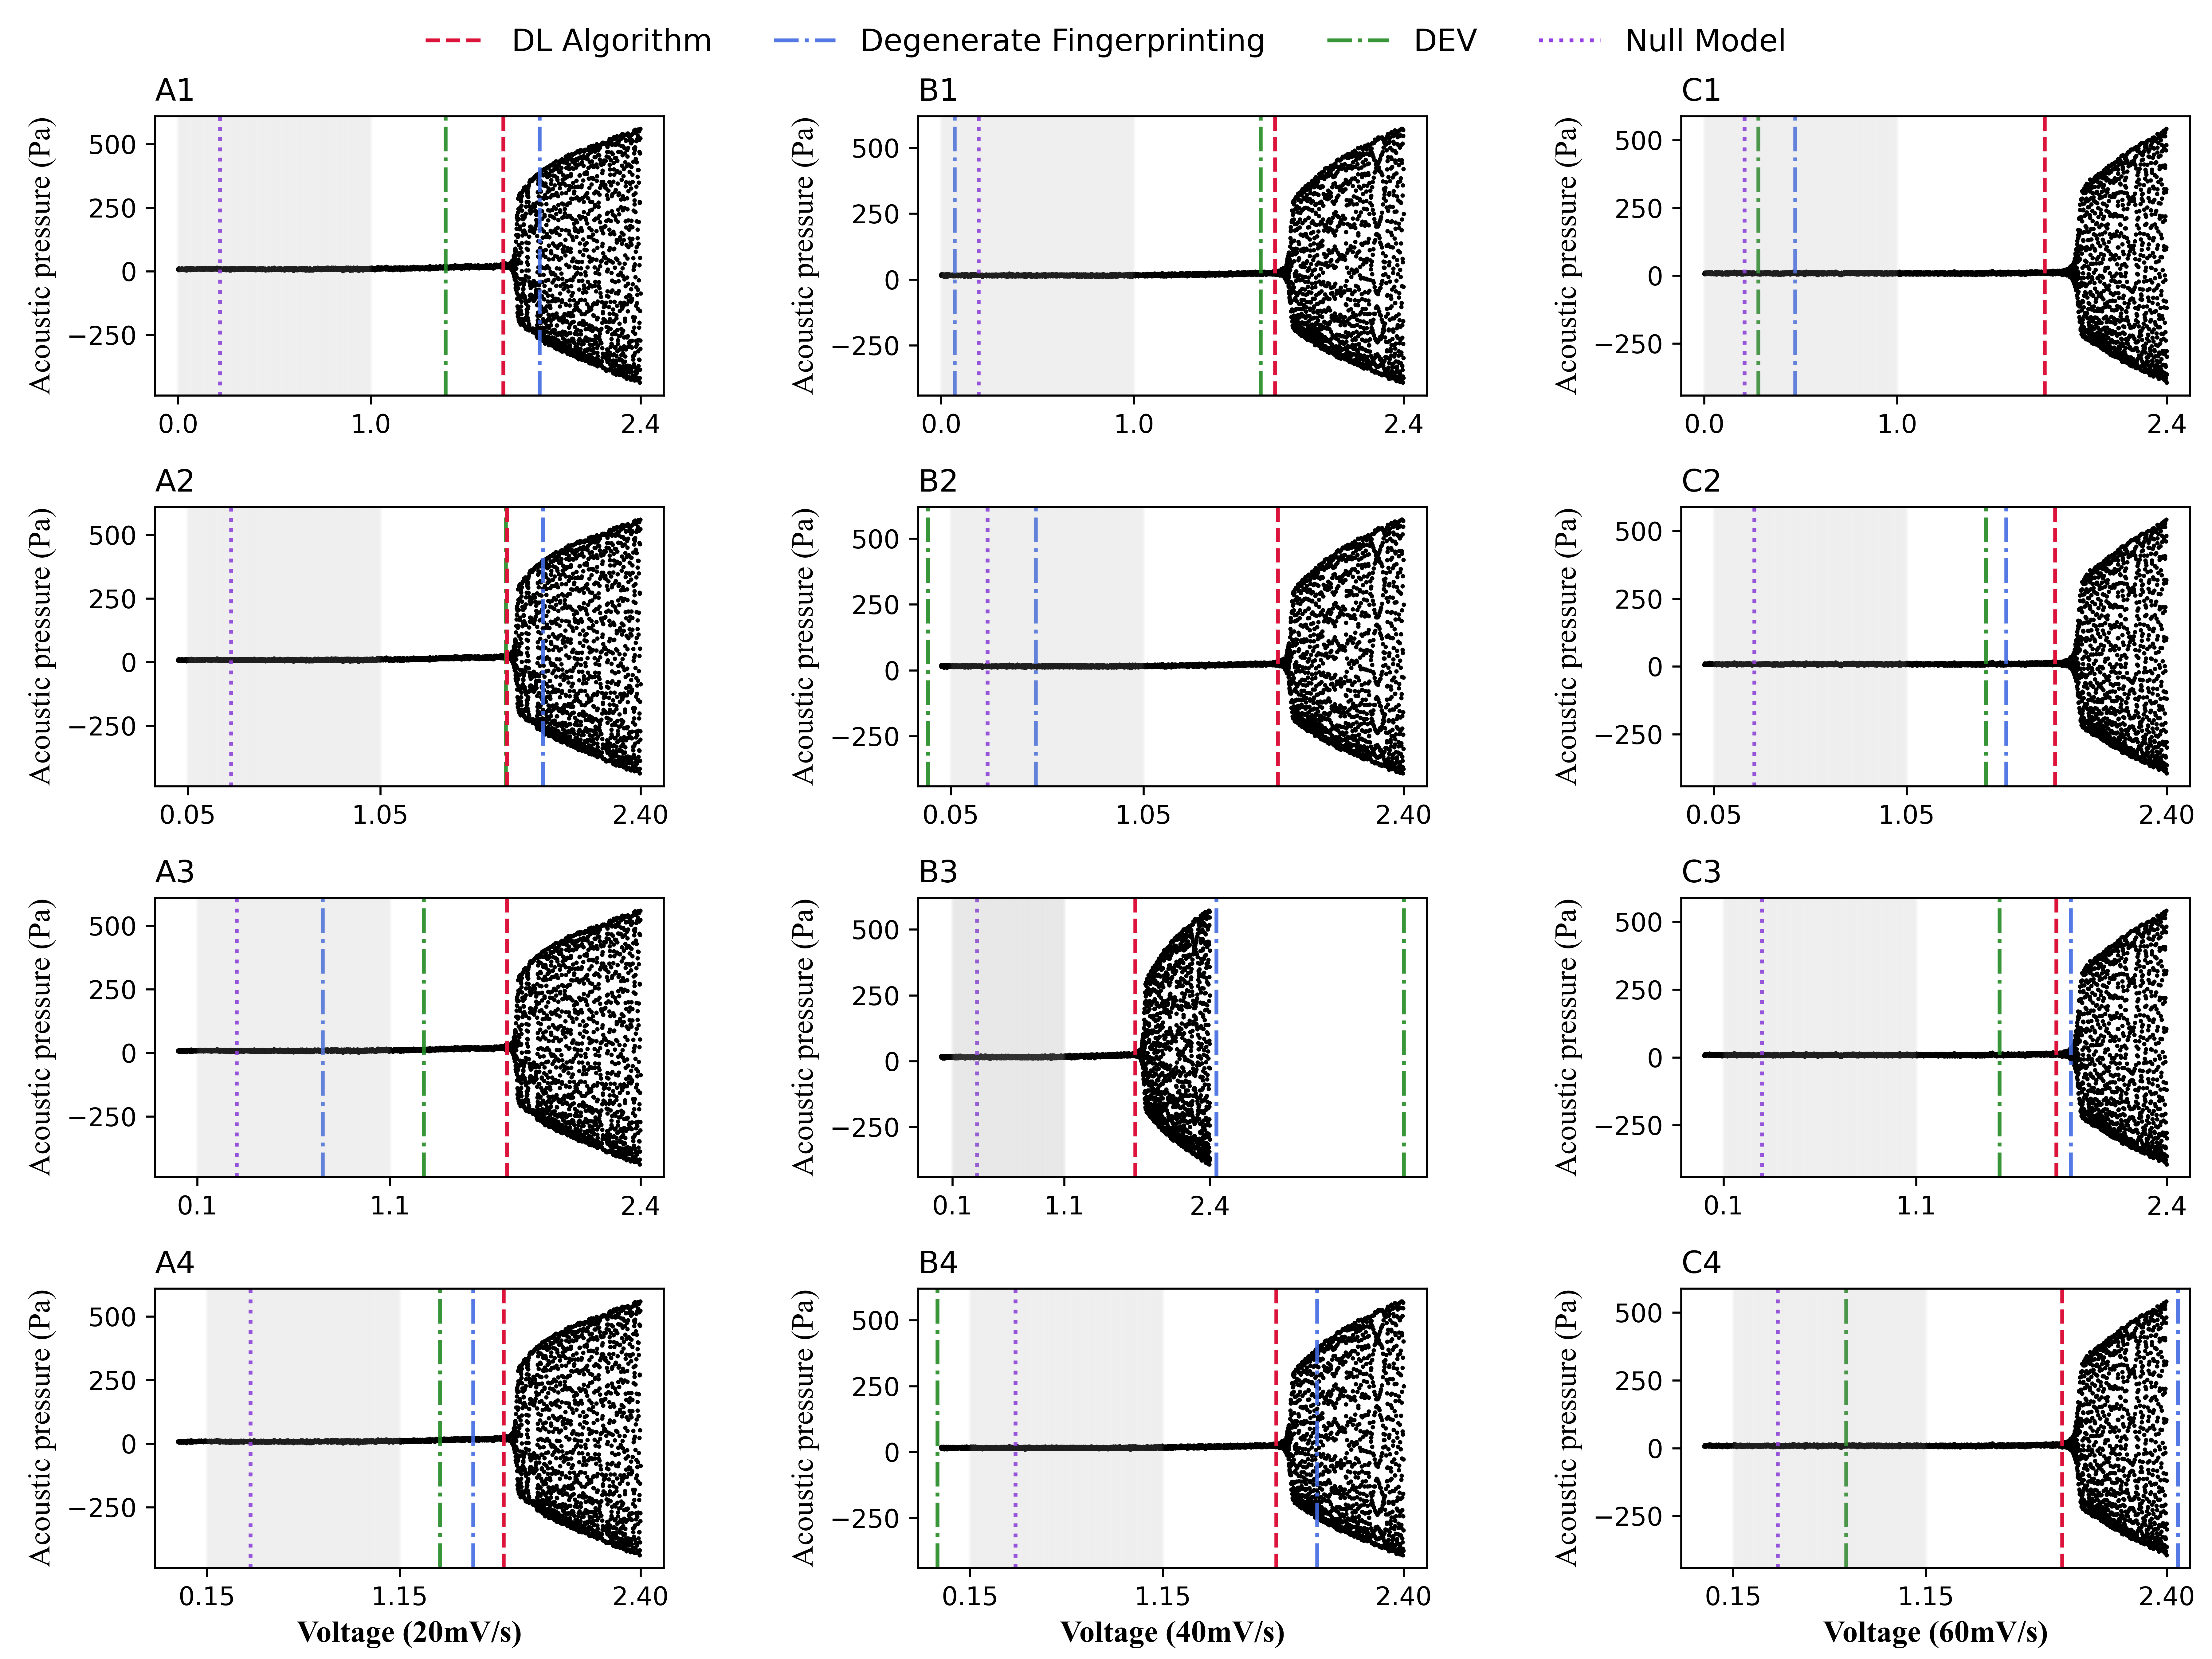 DL Algorithm Degenerate Fingerprinting DEV Null Model
A1 B1 C1
Acoustic pressure (Pa) 500 250 0 −250
Acoustic pressure (Pa) 500 250 0 −250
Acoustic pressure (Pa) 500 250 0 −250
0.0 1.0 2.4 0.0 1.0 2.4 0.0 1.0 2.4
A2 B2 C2
Acoustic pressure (Pa) 500 250 0 −250
Acoustic pressure (Pa) 500 250 0 −250
Acoustic pressure (Pa) 500 250 0 −250
0.05 1.05 2.40 0.05 1.05 2.40 0.05 1.05 2.40
A3 B3 C3
Acoustic pressure (Pa) 500 250 0 −250
Acoustic pressure (Pa) 500 250 0 −250
Acoustic pressure (Pa) 500 250 0 −250
0.1 1.1 2.4 0.1 1.1 2.4 0.1 1.1 2.4
A4 B4 C4
Acoustic pressure (Pa) 500 250 0 −250
Acoustic pressure (Pa) 500 250 0 −250
Acoustic pressure (Pa) 500 250 0 −250
0.15 1.15 2.40 0.15 1.15 2.40 0.15 1.15 2.40
Voltage (20mV/s) Voltage (40mV/s) Voltage (60mV/s)